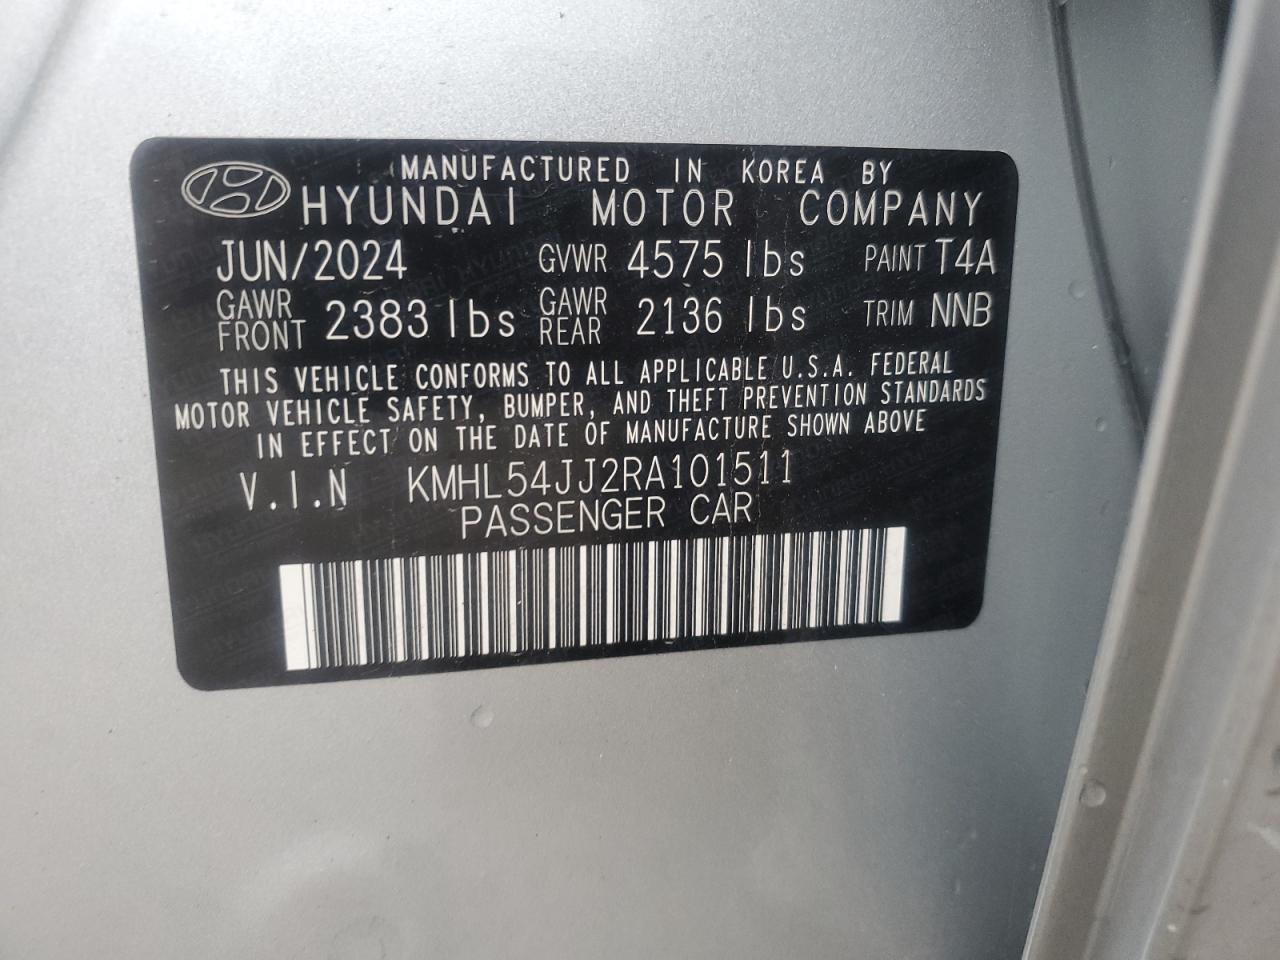 MANUFACTURED IN KOREA BY
HYUNDAI MOTOR COMPANY
JUN/2024 GVWR 4575 lbs PAINT T4A
GAWR FRONT 2383 lbs GAWR REAR 2136 lbs TRIM NNB
THIS VEHICLE CONFORMS TO ALL APPLICABLE U.S.A. FEDERAL
MOTOR VEHICLE SAFETY, BUMPER, AND THEFT PREVENTION STANDARDS
IN EFFECT ON THE DATE OF MANUFACTURE SHOWN ABOVE
V.I.N KMHL54JJ2RA101511
PASSENGER CAR